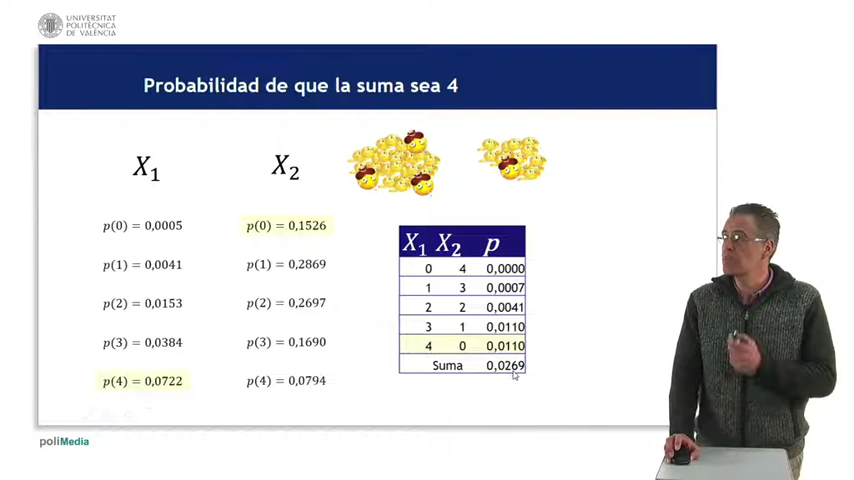 UNIVERSITAT
POLITÈCNICA
DE VALÈNCIA
Probabilidad de que la suma sea 4
X₁ X₂
p(0) = 0,0005 p(0) = 0,1526
p(1) = 0,0041 p(1) = 0,2869
p(2) = 0,0153 p(2) = 0,2697
p(3) = 0,0384 p(3) = 0,1690
p(4) = 0,0722 p(4) = 0,0794
X₁ X₂ p
0 4 0,0000
1 3 0,0007
2 2 0,0041
3 1 0,0110
4 0 0,0110
Suma 0,0269
poliMedia